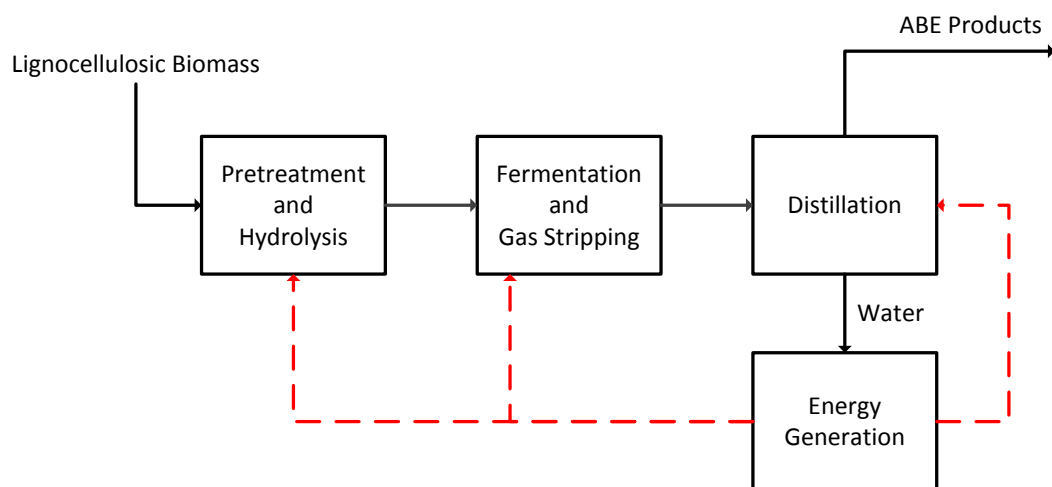 ABE Products
Lignocellulosic Biomass
Pretreatment
and
Hydrolysis
Fermentation
and
Gas Stripping
Distillation
Water
Energy
Generation